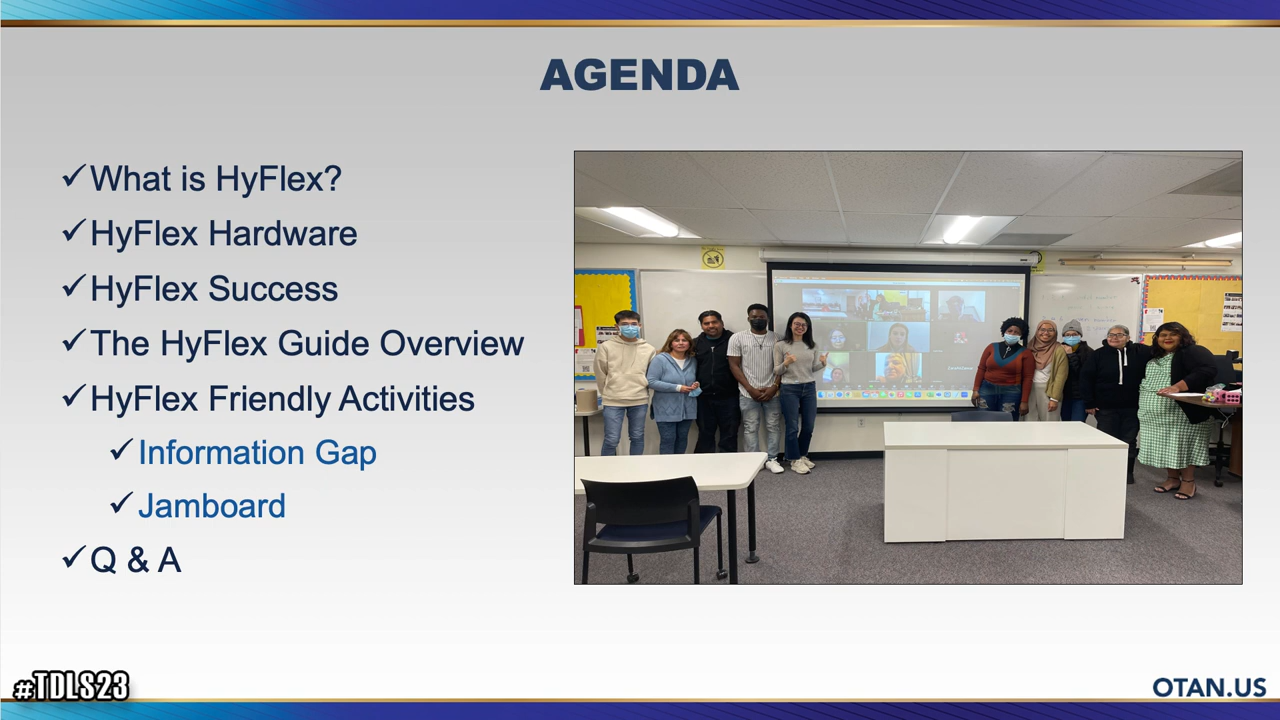 AGENDA
✓What is HyFlex?
✓HyFlex Hardware
✓HyFlex Success
✓The HyFlex Guide Overview
✓HyFlex Friendly Activities
✓Information Gap
✓Jamboard
✓Q & A
#TDLS23
OTAN.US